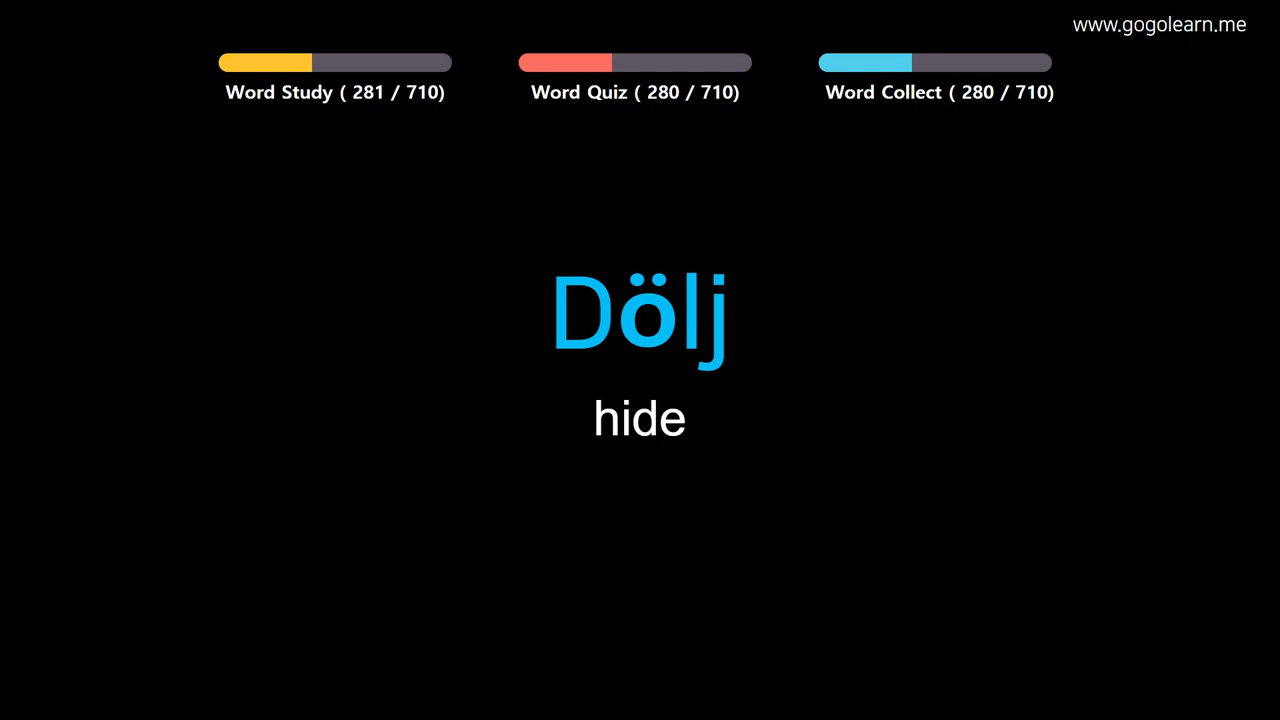 www.gogolearn.me
Word Study ( 281 / 710)
Word Quiz ( 280 / 710)
Word Collect ( 280 / 710)
Dölj
hide